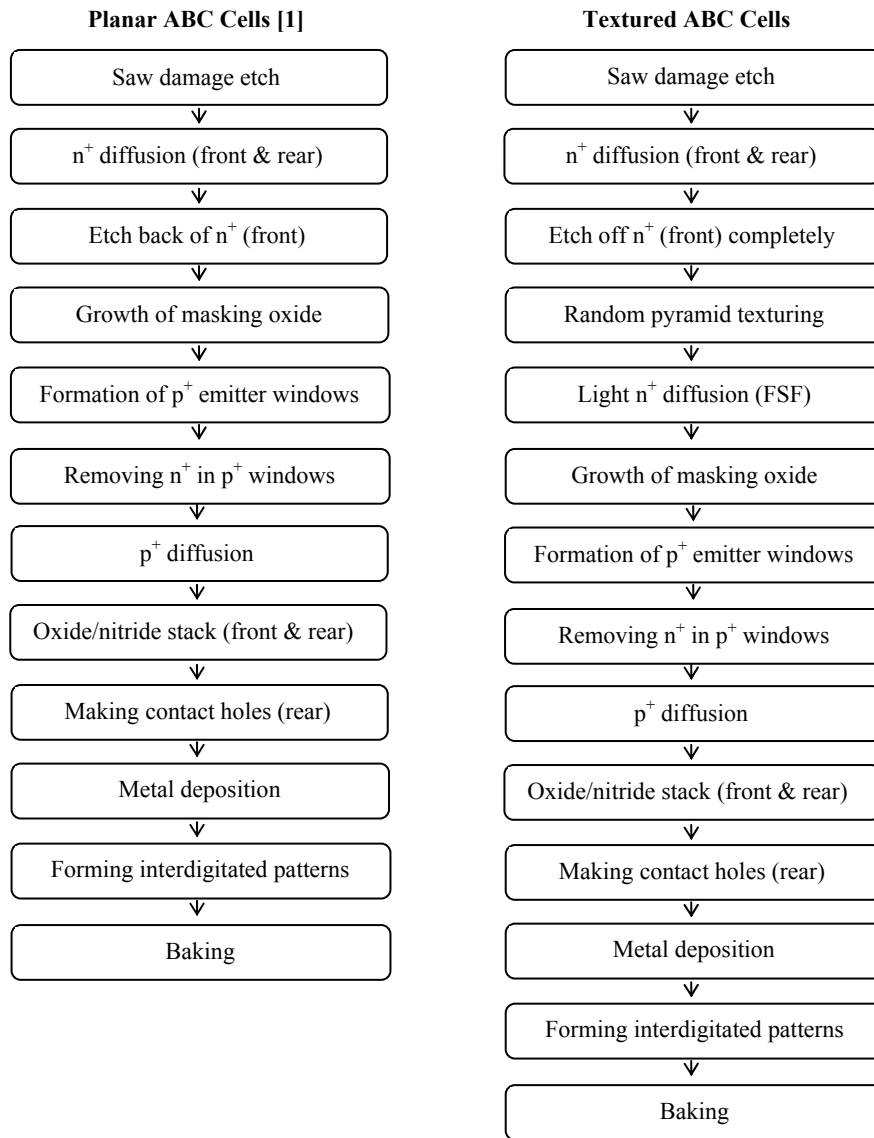 Planar ABC Cells [1]
Saw damage etch
n⁺ diffusion (front & rear)
Etch back of n⁺ (front)
Growth of masking oxide
Formation of p⁺ emitter windows
Removing n⁺ in p⁺ windows
p⁺ diffusion
Oxide/nitride stack (front & rear)
Making contact holes (rear)
Metal deposition
Forming interdigitated patterns
Baking
Textured ABC Cells
Saw damage etch
n⁺ diffusion (front & rear)
Etch off n⁺ (front) completely
Random pyramid texturing
Light n⁺ diffusion (FSF)
Growth of masking oxide
Formation of p⁺ emitter windows
Removing n⁺ in p⁺ windows
p⁺ diffusion
Oxide/nitride stack (front & rear)
Making contact holes (rear)
Metal deposition
Forming interdigitated patterns
Baking